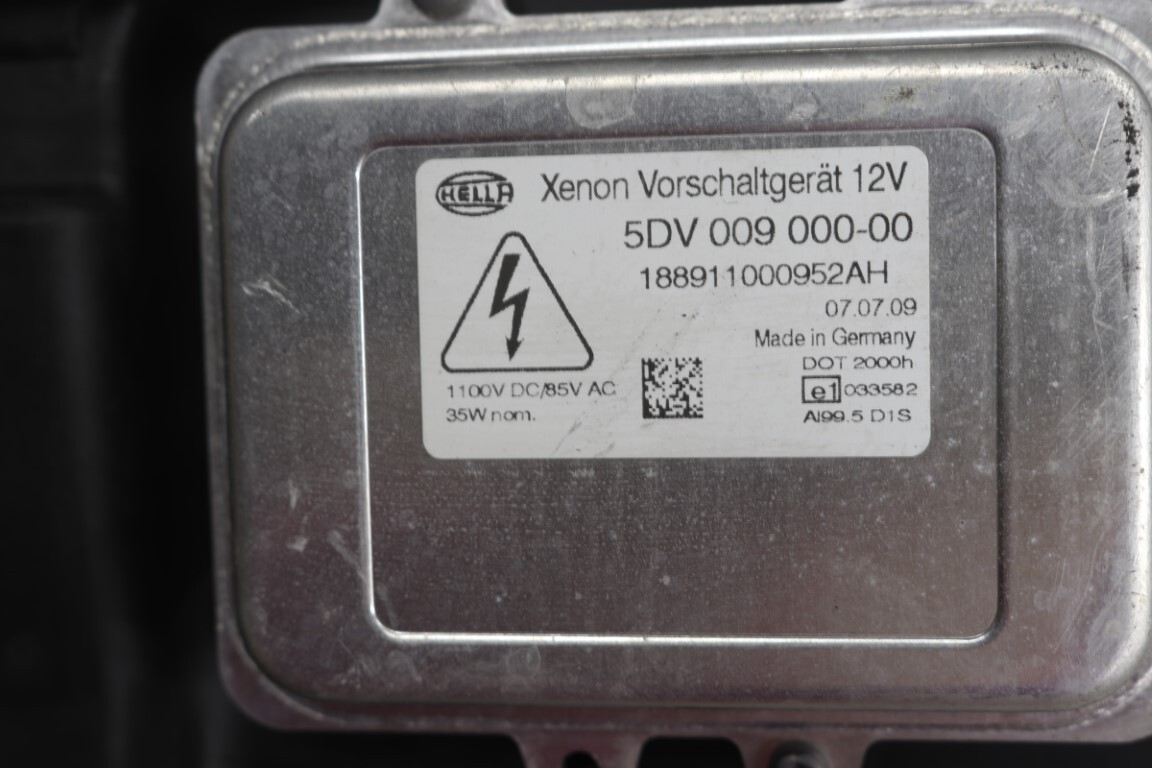 HELLA
Xenon Vorschaltgerät 12V
5DV 009 000-00
188911000952AH
07.07.09
Made in Germany
DOT 2000h
e1 033582
Al99.5 D1S
1100V DC/85V AC
35W nom.